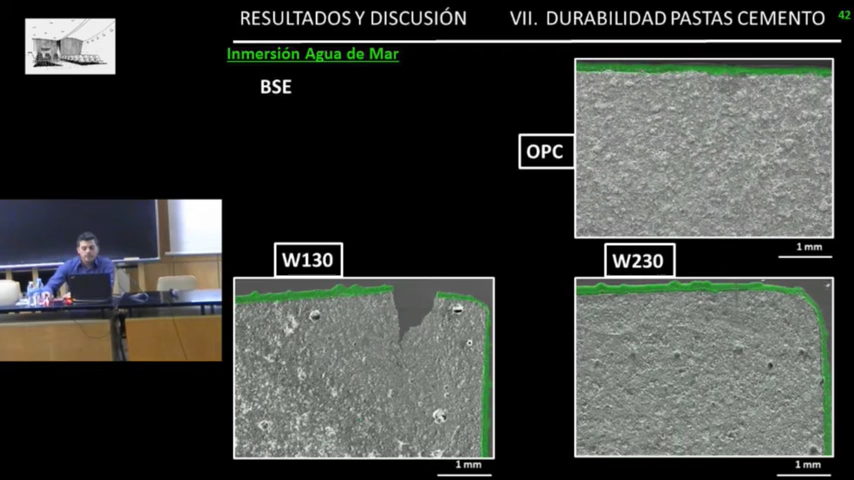 RESULTADOS Y DISCUSIÓN VII. DURABILIDAD PASTAS CEMENTO 42
Inmersión Agua de Mar
BSE
OPC
1 mm
W130
W230
1 mm
1 mm